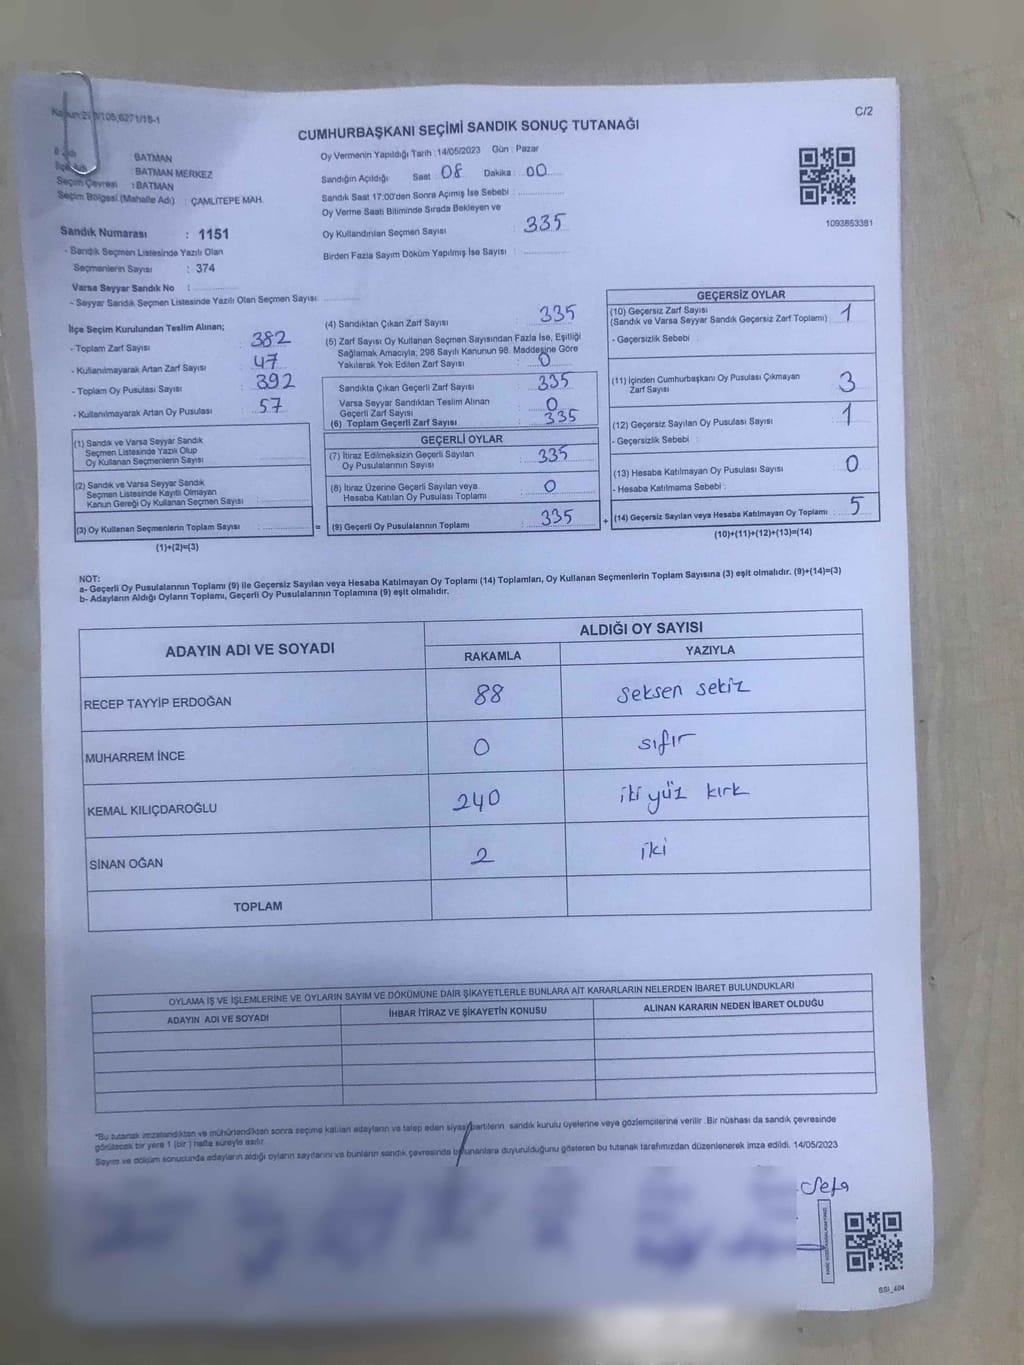 C/2
CUMHURBAŞKANI SEÇİMİ SANDIK SONUÇ TUTANAĞI
: BATMAN
: BATMAN MERKEZ
Seçim Çevresi : BATMAN
Seçim Bölgesi (Mahalle Adı) : ÇAMLITEPE MAH.
Oy Vermenin Yapıldığı Tarih : 14/05/2023 Gün : Pazar
Sandığın Açıldığı Saat : 08 Dakika : 00
Sandık Saat 17:00'den Sonra Açılmış İse Sebebi :
Oy Verme Saati Bitiminde Sırada Bekleyen ve
Oy Kullandırılan Seçmen Sayısı : 335
Birden Fazla Sayım Döküm Yapılmış İse Sayısı :
1093853381
Sandık Numarası : 1151
- Sandık Seçmen Listesinde Yazılı Olan
Seçmenlerin Sayısı : 374
Varsa Seyyar Sandık No :
- Seyyar Sandık Seçmen Listesinde Yazılı Olan Seçmen Sayısı:
İlçe Seçim Kurulundan Teslim Alınan;
- Toplam Zarf Sayısı : 382
- Kullanılmayarak Artan Zarf Sayısı : 47
- Toplam Oy Pusulası Sayısı : 392
- Kullanılmayarak Artan Oy Pusulası : 57
(1) Sandık ve Varsa Seyyar Sandık
Seçmen Listesinde Yazılı Olup
Oy Kullanan Seçmenlerin Sayısı :
(2) Sandık ve Varsa Seyyar Sandık
Seçmen Listesinde Kayıtlı Olmayan
Kanun Gereği Oy Kullanan Seçmen Sayısı :
(3) Oy Kullanan Seçmenlerin Toplam Sayısı : =
(1)+(2)=(3)
(4) Sandıktan Çıkan Zarf Sayısı : 335
(5) Zarf Sayısı Oy Kullanan Seçmen Sayısından Fazla İse, Eşitliği
Sağlamak Amacıyla, 298 Sayılı Kanunun 98. Maddesine Göre
Yakılarak Yok Edilen Zarf Sayısı : 0
Sandıkta Çıkan Geçerli Zarf Sayısı : 335
Varsa Seyyar Sandıktan Teslim Alınan
Geçerli Zarf Sayısı : 0
(6) Toplam Geçerli Zarf Sayısı : 335
GEÇERLİ OYLAR
(7) İtiraz Edilmeksizin Geçerli Sayılan
Oy Pusulalarının Sayısı : 335
(8) İtiraz Üzerine Geçerli Sayılan veya
Hesaba Katılan Oy Pusulası Toplamı : 0
(9) Geçerli Oy Pusulalarının Toplamı : 335 +
GEÇERSİZ OYLAR
(10) Geçersiz Zarf Sayısı
(Sandık ve Varsa Seyyar Sandık Geçersiz Zarf Toplamı) : 1
- Geçersizlik Sebebi :
(11) İçinden Cumhurbaşkanı Oy Pusulası Çıkmayan
Zarf Sayısı : 3
(12) Geçersiz Sayılan Oy Pusulası Sayısı : 1
- Geçersizlik Sebebi :
(13) Hesaba Katılmayan Oy Pusulası Sayısı : 0
- Hesaba Katılmama Sebebi :
(14) Geçersiz Sayılan veya Hesaba Katılmayan Oy Toplamı : 5
(10)+(11)+(12)+(13)=(14)
NOT:
a- Geçerli Oy Pusulalarının Toplamı (9) ile Geçersiz Sayılan veya Hesaba Katılmayan Oy Toplamı (14) Toplamları, Oy Kullanan Seçmenlerin Toplam Sayısına (3) eşit olmalıdır. (9)+(14)=(3)
b- Adayların Aldığı Oyların Toplamı, Geçerli Oy Pusulalarının Toplamına (9) eşit olmalıdır.
ADAYIN ADI VE SOYADI
ALDIĞI OY SAYISI
RAKAMLA YAZIYLA
RECEP TAYYİP ERDOĞAN 88 seksen sekiz
MUHARREM İNCE 0 sıfır
KEMAL KILIÇDAROĞLU 240 iki yüz kırk
SİNAN OĞAN 2 iki
TOPLAM
OYLAMA İŞ VE İŞLEMLERİNE VE OYLARIN SAYIM VE DÖKÜMÜNE DAİR ŞİKAYETLERLE BUNLARA AİT KARARLARIN NELERDEN İBARET BULUNDUKLARI
ADAYIN ADI VE SOYADI İHBAR İTİRAZ VE ŞİKAYETİN KONUSU ALINAN KARARIN NEDEN İBARET OLDUĞU
*Bu tutanak imzalandıktan ve mühürlendikten sonra seçime katılan adayların ve talep eden siyasi partilerin sandık kurulu üyelerine veya gözlemcilerine verilir. Bir nüshası da sandık çevresinde
görülecek bir yere 1 (bir) hafta süreyle asılır.
Sayım ve döküm sonucunda adayların aldığı oyların sayılarını ve bunların sandık çevresinde bulunanlara duyurulduğunu gösteren bu tutanak tarafımızdan düzenlenerek imza edildi. 14/05/2023
Sefa
SSI_404